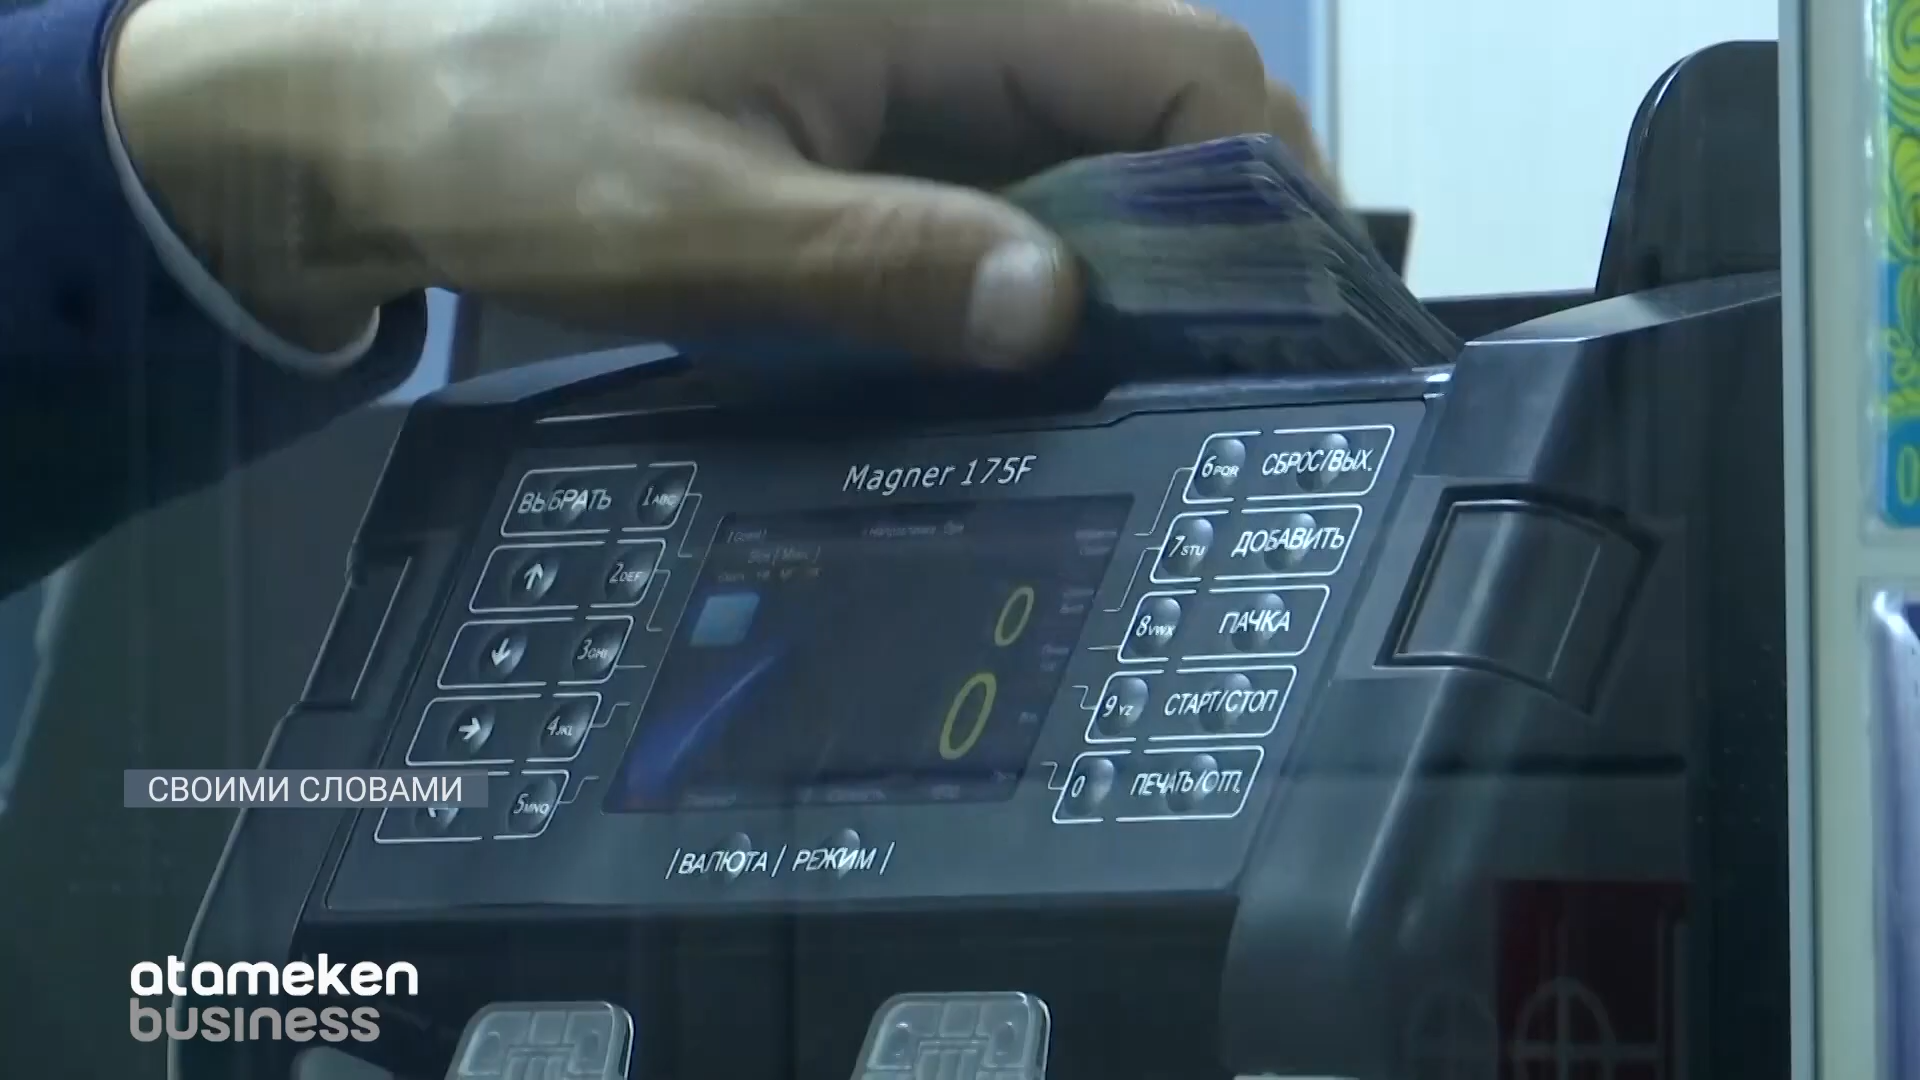 Magner 175F
ВЫБРАТЬ 1ABC
↑ 2DEF
↓ 3GHI
→ 4JKL
← 5MNO
6PQR СБРОС/ВЫХ.
7STU ДОБАВИТЬ
8VWX ПАЧКА
9YZ СТАРТ/СТОП
0 ПЕЧАТЬ/ОТП.
0
0
/ВАЛЮТА/ РЕЖИМ/
СВОИМИ СЛОВАМИ
atameken
business